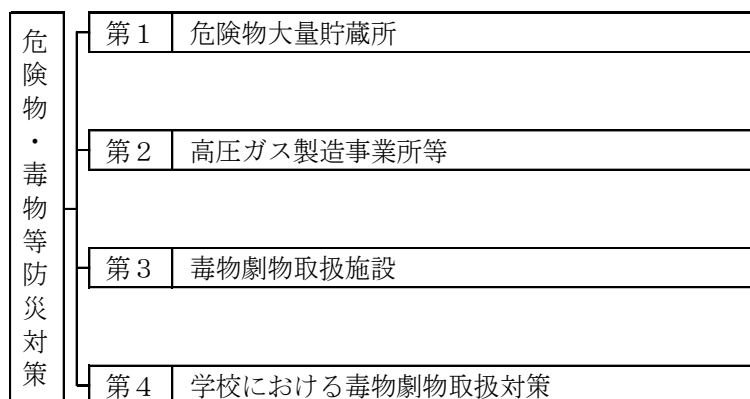 危険物・毒物等防災対策
第１ 危険物大量貯蔵所
第２ 高圧ガス製造事業所等
第３ 毒物劇物取扱施設
第４ 学校における毒物劇物取扱対策